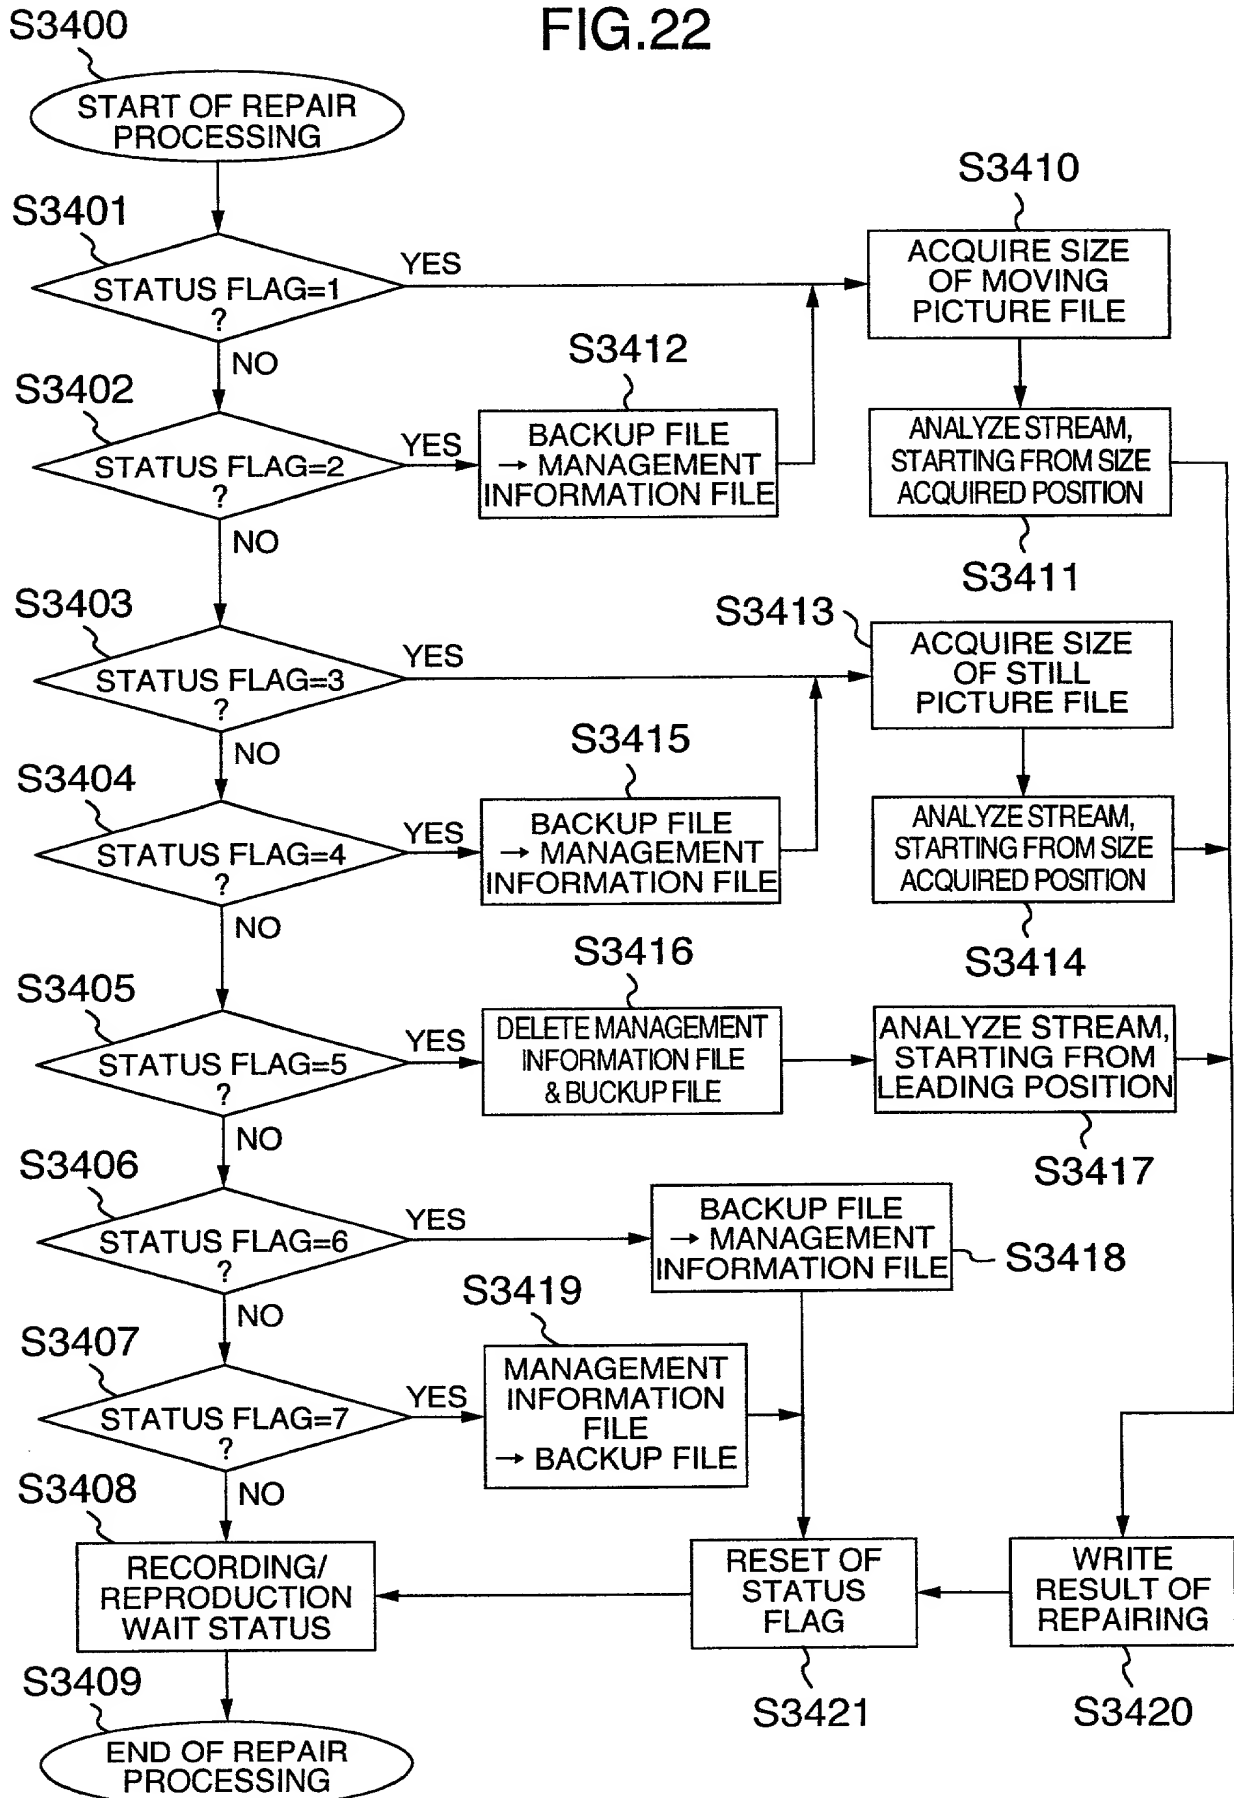 FIG.22
S3400
START OF REPAIR
PROCESSING
S3401
STATUS FLAG=1
?
YES
NO
S3410
ACQUIRE SIZE
OF MOVING
PICTURE FILE
S3402
STATUS FLAG=2
?
YES
NO
S3412
BACKUP FILE
→ MANAGEMENT
INFORMATION FILE
ANALYZE STREAM,
STARTING FROM SIZE
ACQUIRED POSITION
S3411
S3403
STATUS FLAG=3
?
YES
NO
S3413
ACQUIRE SIZE
OF STILL
PICTURE FILE
S3404
STATUS FLAG=4
?
YES
NO
S3415
BACKUP FILE
→ MANAGEMENT
INFORMATION FILE
ANALYZE STREAM,
STARTING FROM SIZE
ACQUIRED POSITION
S3414
S3405
STATUS FLAG=5
?
YES
NO
S3416
DELETE MANAGEMENT
INFORMATION FILE
& BUCKUP FILE
ANALYZE STREAM,
STARTING FROM
LEADING POSITION
S3417
S3406
STATUS FLAG=6
?
YES
NO
BACKUP FILE
→ MANAGEMENT
INFORMATION FILE
S3418
S3407
STATUS FLAG=7
?
YES
NO
S3419
MANAGEMENT
INFORMATION
FILE
→ BACKUP FILE
S3408
RECORDING/
REPRODUCTION
WAIT STATUS
RESET OF
STATUS
FLAG
S3421
WRITE
RESULT OF
REPAIRING
S3420
S3409
END OF REPAIR
PROCESSING